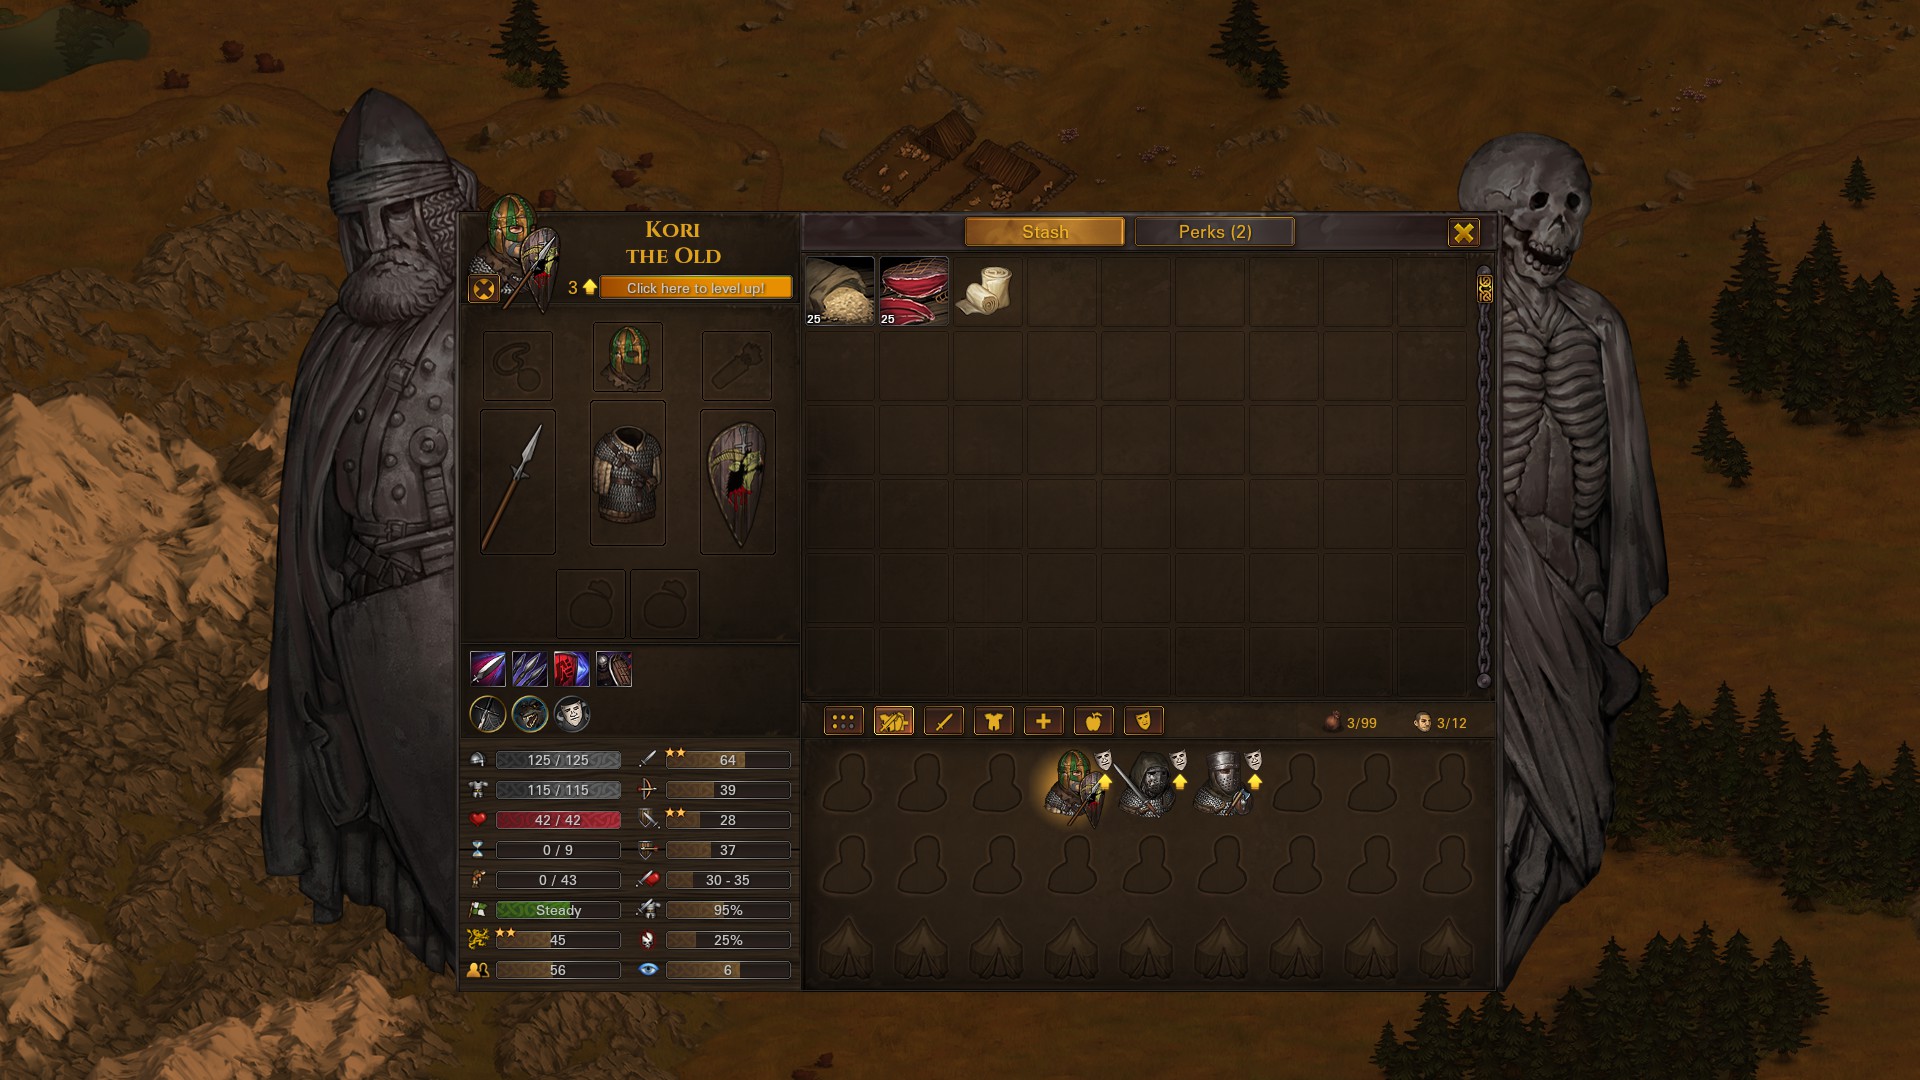 Kori
the Old
3
Click here to level up!
Stash
Perks (2)
25
25
3/99
3/12
125 / 125
64
115 / 115
39
42 / 42
28
0 / 9
37
0 / 43
30 - 35
Steady
95%
45
25%
56
6